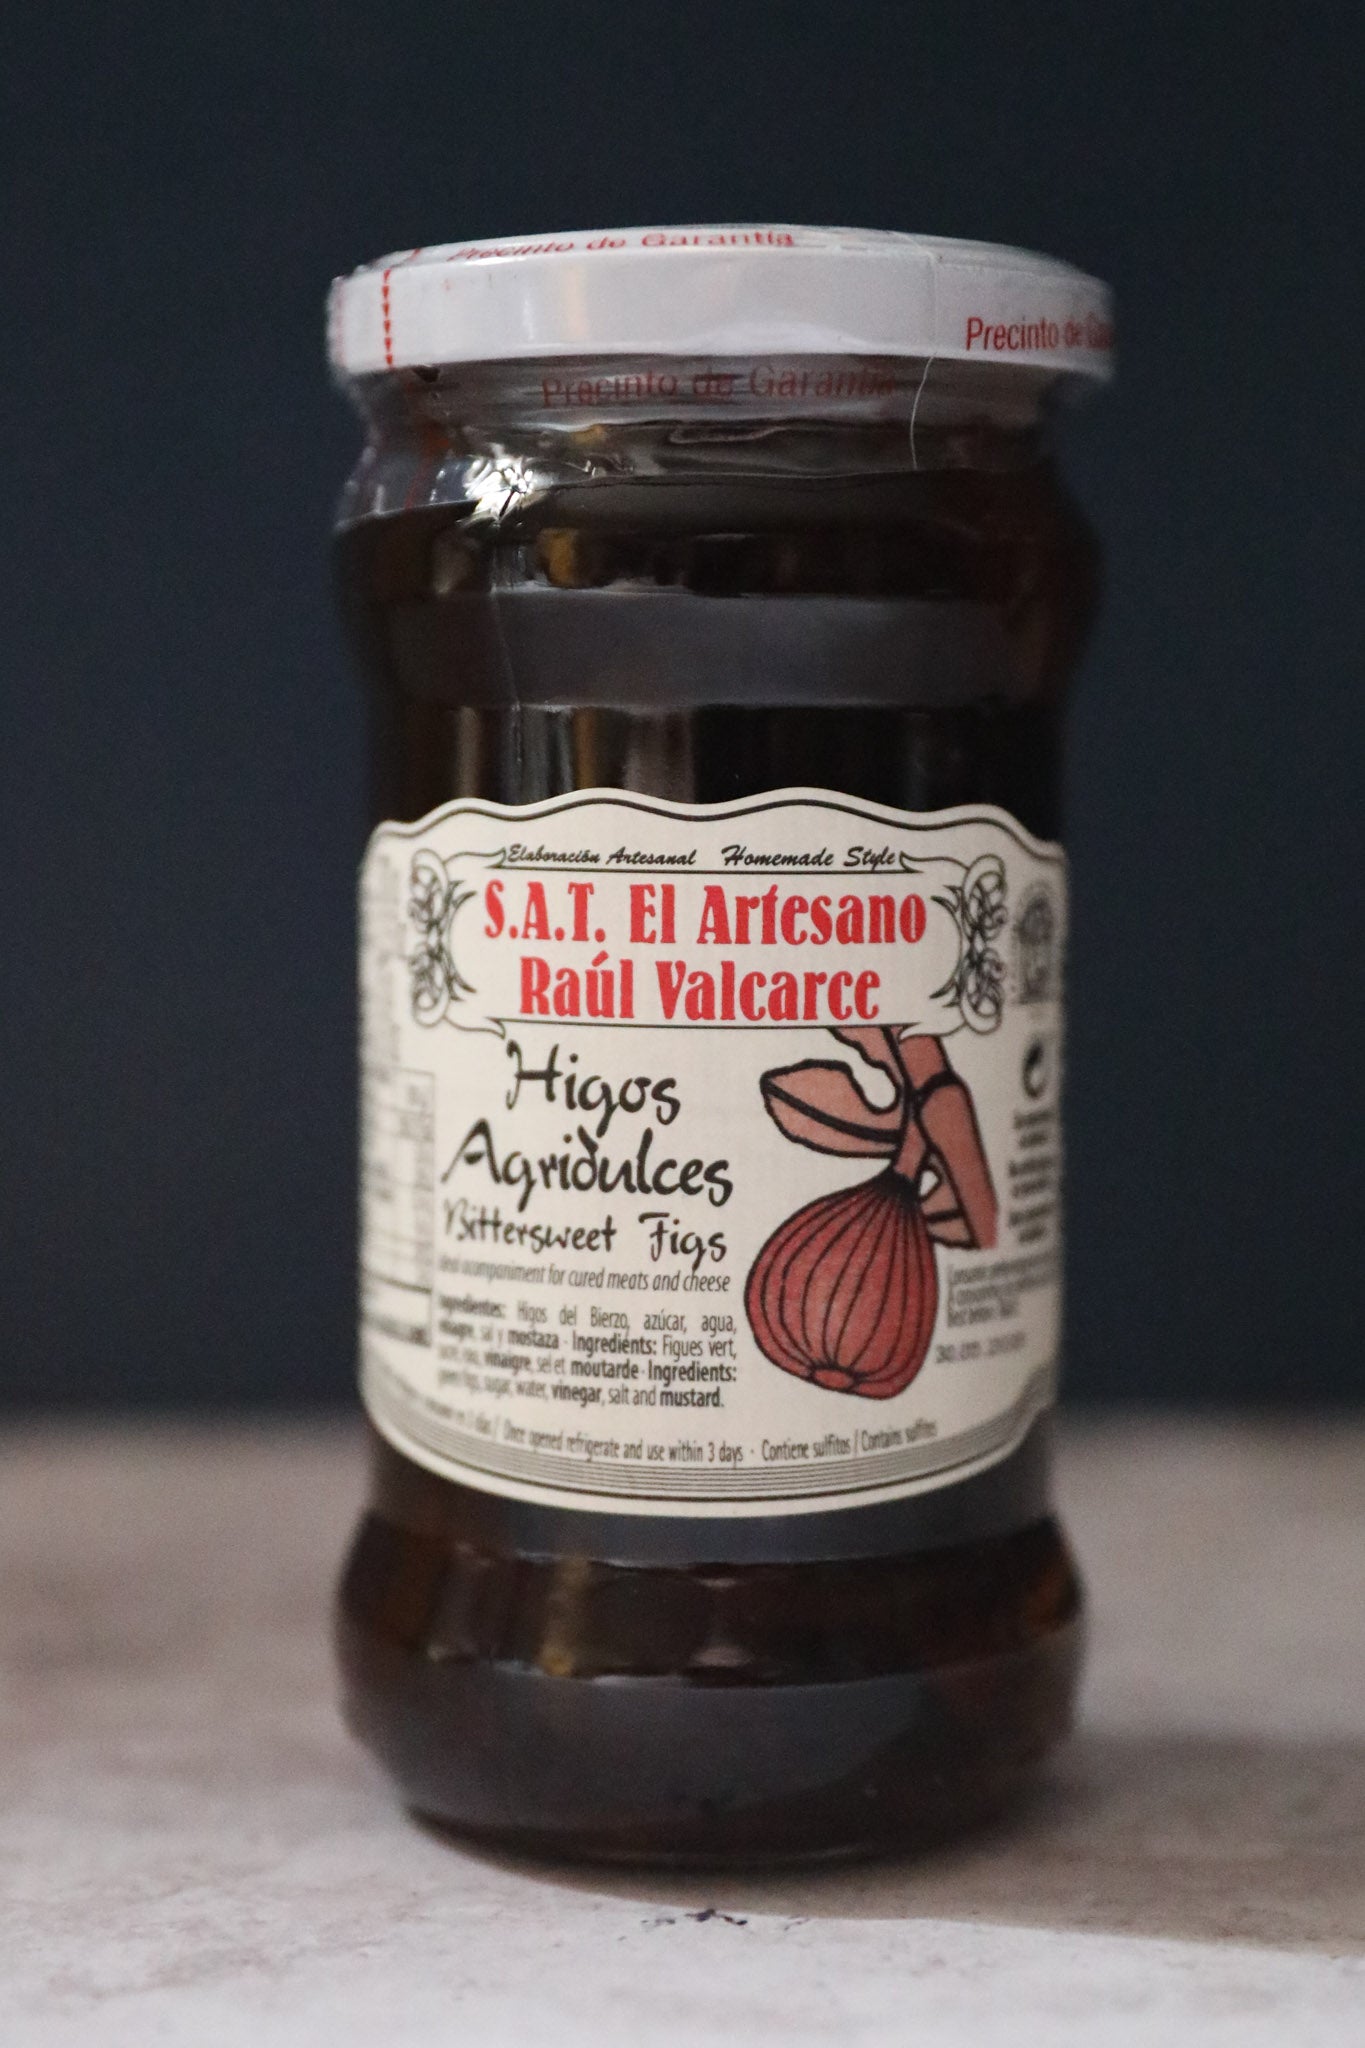 Precinto de Garantía
Precinto de
Precinto de Garantía
Elaboración Artesanal Homemade Style
S.A.T. El Artesano
Raúl Valcarce
Higos
Agridulces
Bittersweet Figs
ideal acompaniment for cured meats and cheese
Ingredientes: Higos del Bierzo, azúcar, agua,
vinagre, sal y mostaza · Ingredients: Figues vert,
vinaigre, sel et moutarde · Ingredients:
green figs, sugar, water, vinegar, salt and mustard.
Once opened refrigerate and use within 3 days · Contiene sulfitos / Contains sulfites